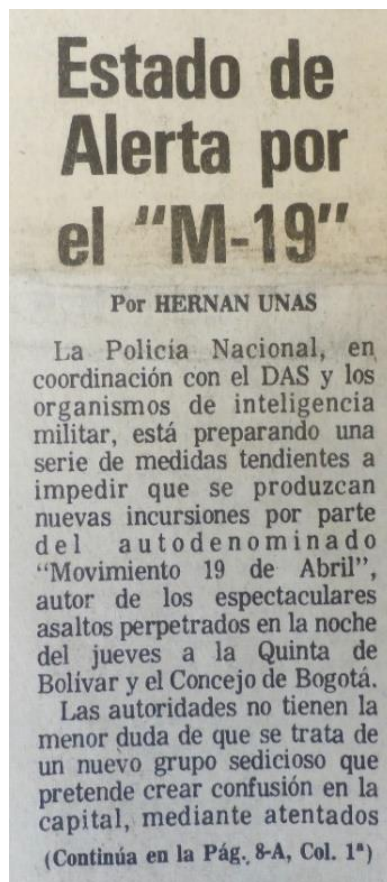 Estado de
Alerta por
el "M-19"
Por HERNAN UNAS
La Policía Nacional, en
coordinación con el DAS y los
organismos de inteligencia
militar, está preparando una
serie de medidas tendientes a
impedir que se produzcan
nuevas incursiones por parte
del autodenominado
"Movimiento 19 de Abril",
autor de los espectaculares
asaltos perpetrados en la noche
del jueves a la Quinta de
Bolívar y el Concejo de Bogotá.
Las autoridades no tienen la
menor duda de que se trata de
un nuevo grupo sedicioso que
pretende crear confusión en la
capital, mediante atentados
(Continúa en la Pág. 8-A, Col. 1ª)